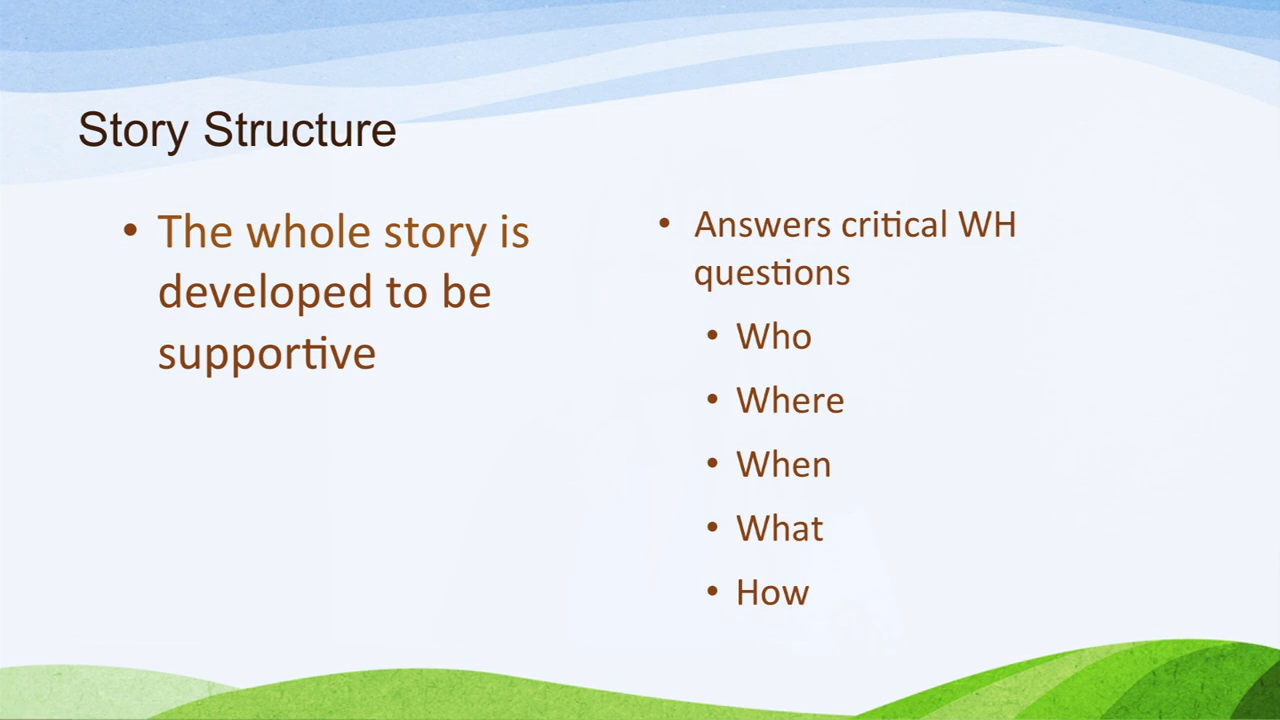 Story Structure
• The whole story is
developed to be
supportive
• Answers critical WH
questions
• Who
• Where
• When
• What
• How